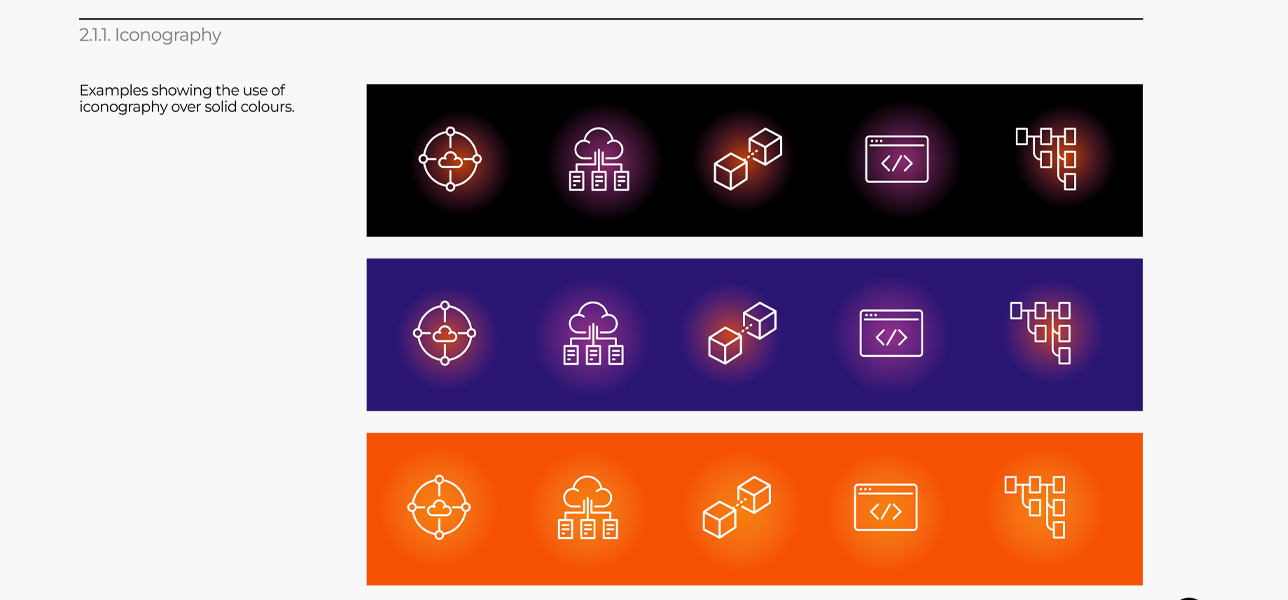 2.1.1. Iconography
Examples showing the use of
iconography over solid colours.